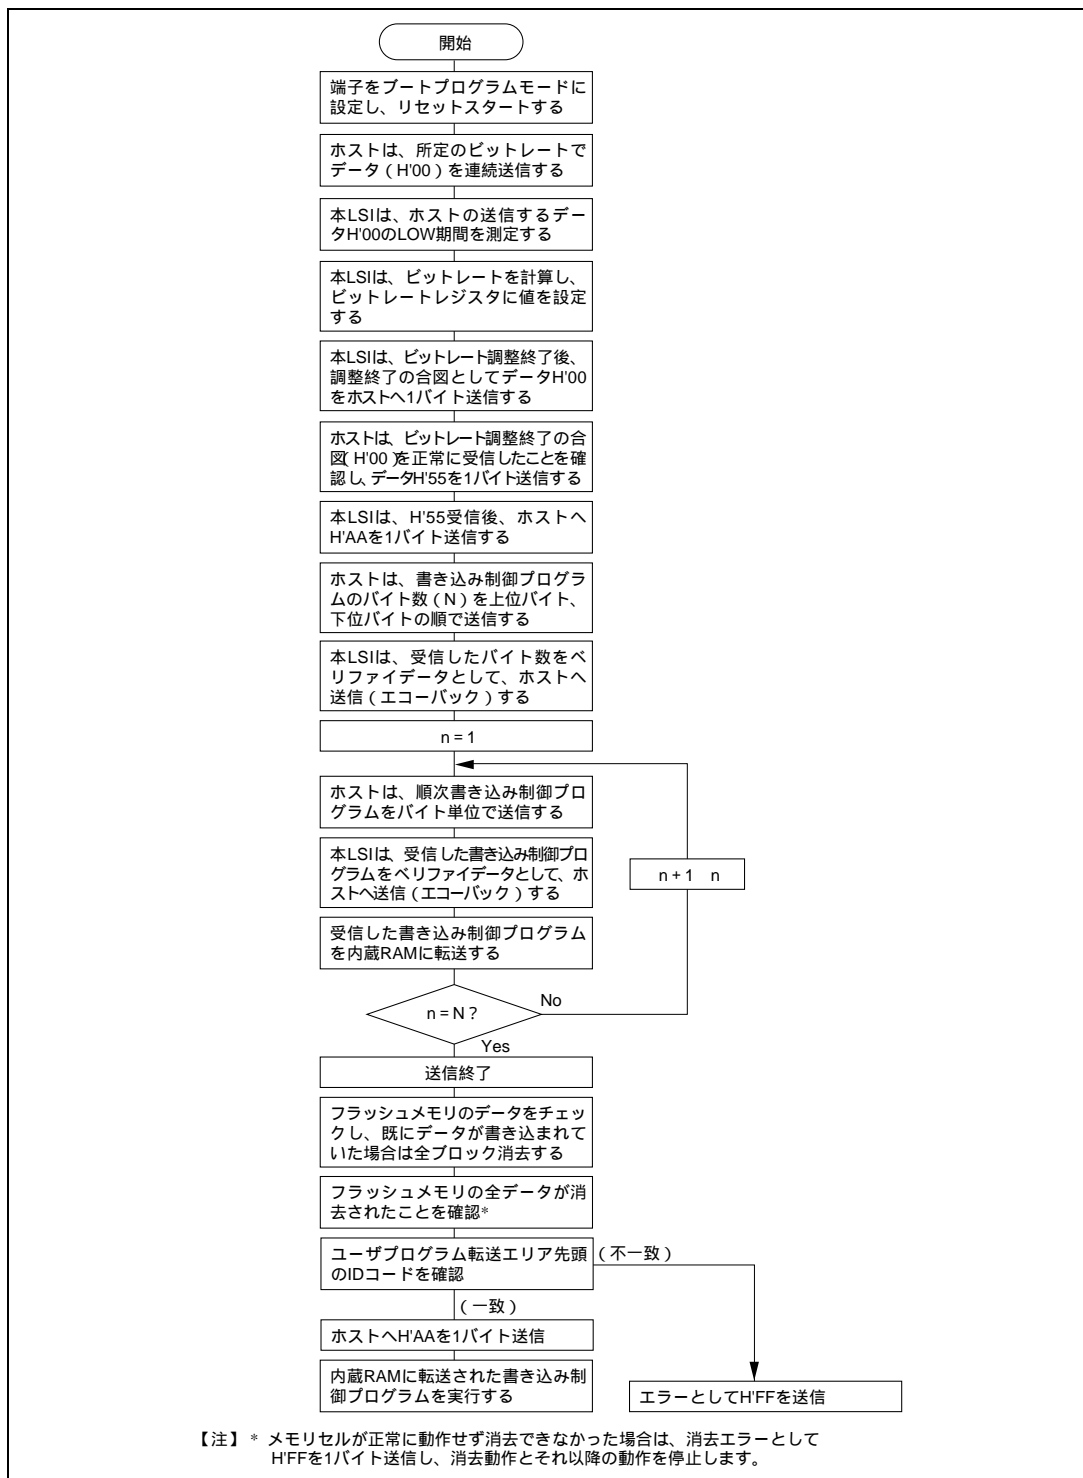 開始
端子をブートプログラムモードに
設定し、リセットスタートする
ホストは、所定のビットレートで
データ（H'00）を連続送信する
本LSIは、ホストの送信するデー
タH'00のLOW期間を測定する
本LSIは、ビットレートを計算し、
ビットレートレジスタに値を設定
する
本LSIは、ビットレート調整終了後、
調整終了の合図としてデータH'00
をホストへ1バイト送信する
ホストは、ビットレート調整終了の合
図（H'00）を正常に受信したことを確
認し、データH'55を1バイト送信する
本LSIは、H'55受信後、ホストへ
H'AAを1バイト送信する
ホストは、書き込み制御プログラ
ムのバイト数（N）を上位バイト、
下位バイトの順で送信する
本LSIは、受信したバイト数をベ
リファイデータとして、ホストへ
送信（エコーバック）する
n = 1
ホストは、順次書き込み制御プロ
グラムをバイト単位で送信する
本LSIは、受信した書き込み制御プロ
グラムをベリファイデータとして、ホ
ストへ送信（エコーバック）する
n + 1 n
受信した書き込み制御プログラム
を内蔵RAMに転送する
n = N？
No
Yes
送信終了
フラッシュメモリのデータをチェッ
クし、既にデータが書き込まれて
いた場合は全ブロック消去する
フラッシュメモリの全データが消
去されたことを確認*
ユーザプログラム転送エリア先頭
のIDコードを確認
（不一致）
（一致）
ホストへH'AAを1バイト送信
内蔵RAMに転送された書き込み制
御プログラムを実行する
エラーとしてH'FFを送信
【注】* メモリセルが正常に動作せず消去できなかった場合は、消去エラーとして
H'FFを1バイト送信し、消去動作とそれ以降の動作を停止します。